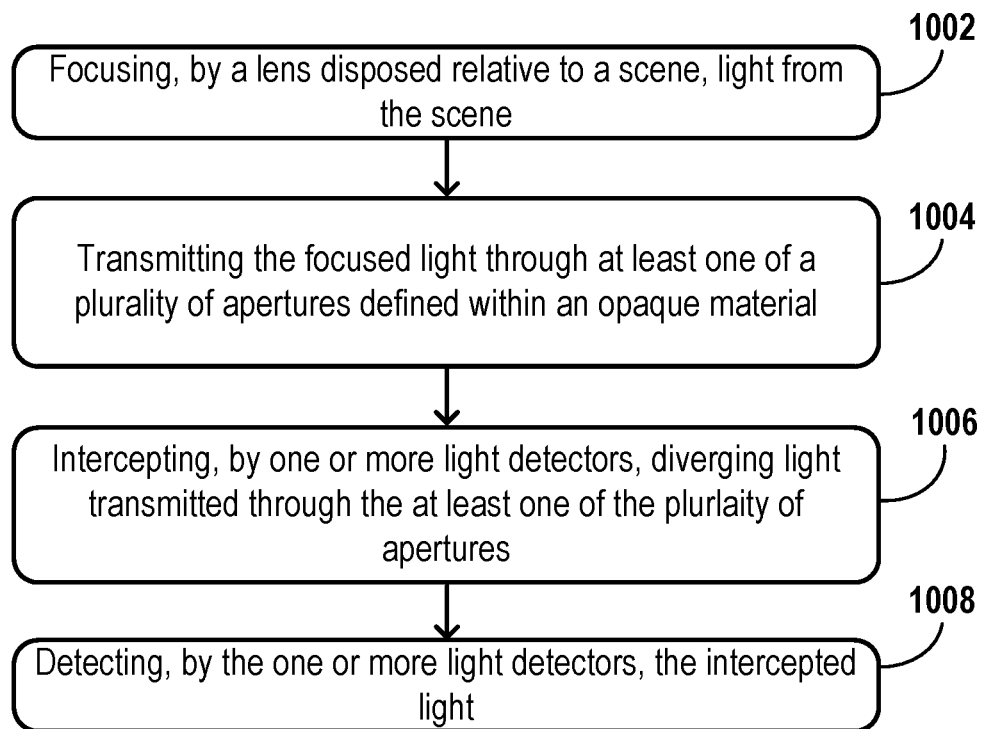 1002
Focusing, by a lens disposed relative to a scene, light from
the scene
1004
Transmitting the focused light through at least one of a
plurality of apertures defined within an opaque material
1006
Intercepting, by one or more light detectors, diverging light
transmitted through the at least one of the plurlaity of
apertures
1008
Detecting, by the one or more light detectors, the intercepted
light